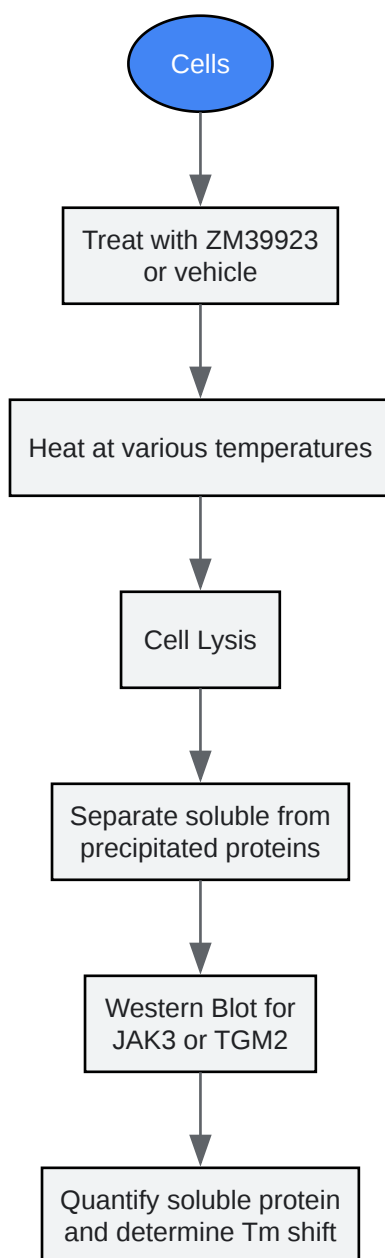 Cells
Treat with ZM39923
or vehicle
Heat at various temperatures
Cell Lysis
Separate soluble from
precipitated proteins
Western Blot for
JAK3 or TGM2
Quantify soluble protein
and determine Tm shift